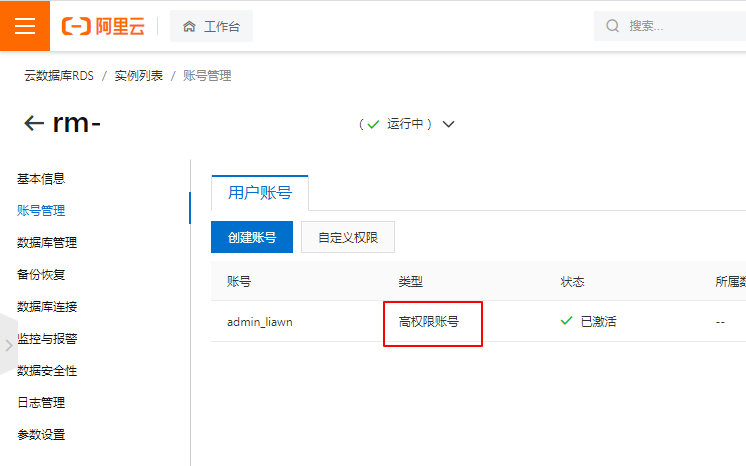 阿里云 工作台 搜索...
云数据库RDS / 实例列表 / 账号管理
rm- ( 运行中 )
基本信息
账号管理
数据库管理
备份恢复
数据库连接
监控与报警
数据安全性
日志管理
参数设置
用户账号
创建账号 自定义权限
账号 类型 状态 所属数
admin_liawn 高权限账号 已激活 --